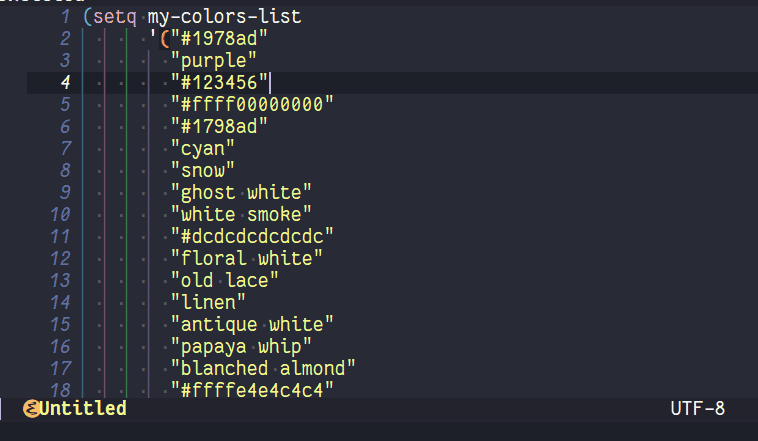 1 (setq my-colors-list
2 '("#1978ad"
3 "purple"
4 "#123456"
5 "#ffff00000000"
6 "#1798ad"
7 "cyan"
8 "snow"
9 "ghost white"
10 "white smoke"
11 "#dcdcdcdcdcdc"
12 "floral white"
13 "old lace"
14 "linen"
15 "antique white"
16 "papaya whip"
17 "blanched almond"
18 "#ffffe4e4c4c4"
Untitled UTF-8